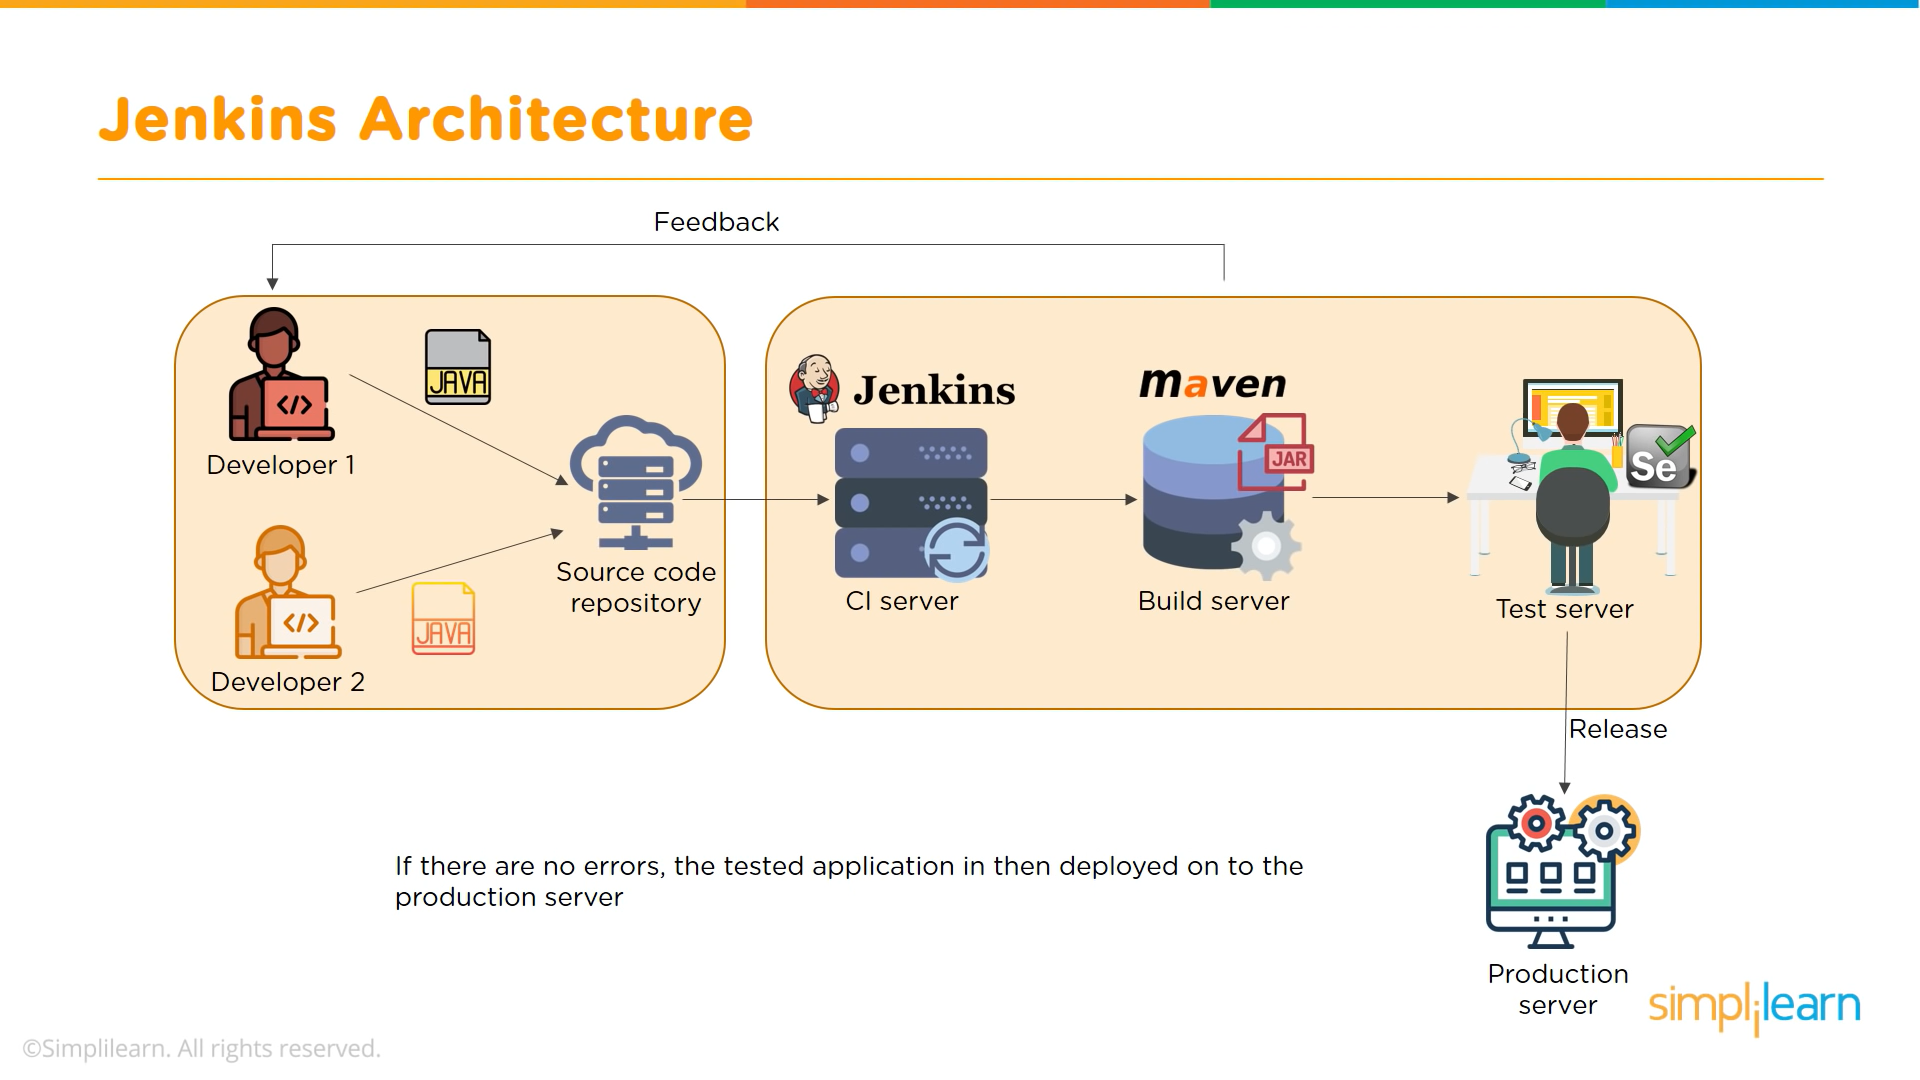 Jenkins Architecture
Feedback
JAVA
Developer 1
JAVA
Developer 2
Source code
repository
Jenkins
CI server
maven
JAR
Build server
Se
Test server
Release
If there are no errors, the tested application in then deployed on to the
production server
Production
server
simplilearn
©Simplilearn. All rights reserved.